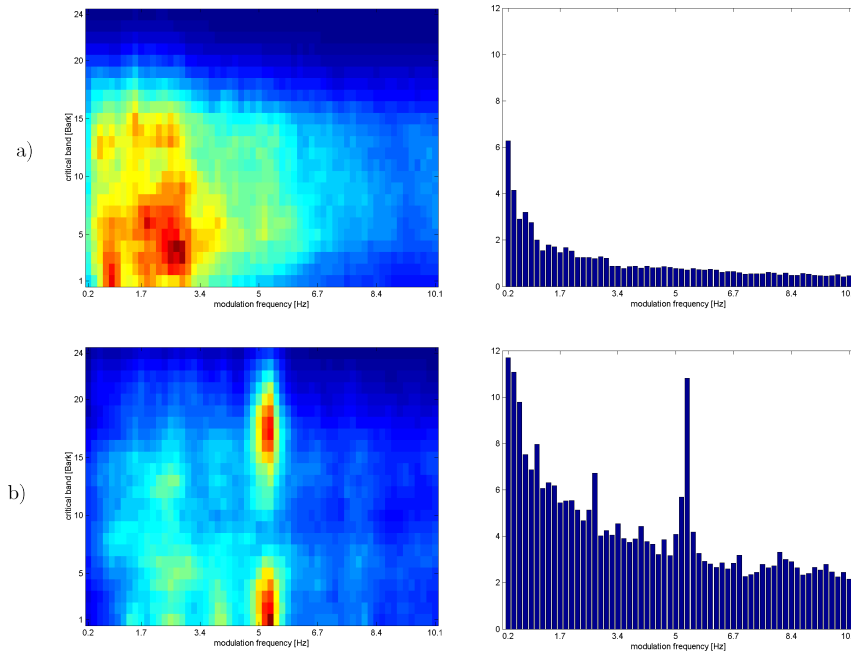 a)
24
20
15
10
5
1
critical band [Bark]
0.2 1.7 3.4 5 6.7 8.4 10.1
modulation frequency [Hz]
12
10
8
6
4
2
0
0.2 1.7 3.4 5 6.7 8.4 10
modulation frequency [Hz]
b)
24
20
15
10
5
1
critical band [Bark]
0.2 1.7 3.4 5 6.7 8.4 10.1
modulation frequency [Hz]
12
10
8
6
4
2
0
0.2 1.7 3.4 5 6.7 8.4 10
modulation frequency [Hz]